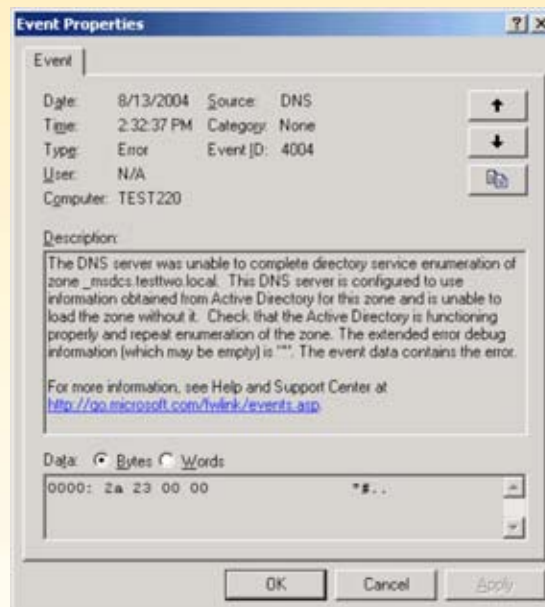 Event Properties
Event
Date: 8/13/2004 Source: DNS
Time: 2:32:37 PM Category: None
Type: Error Event ID: 4004
User: N/A
Computer: TEST220
Description:
The DNS server was unable to complete directory service enumeration of
zone _msdcs.testtwo.local. This DNS server is configured to use
information obtained from Active Directory for this zone and is unable to
load the zone without it. Check that the Active Directory is functioning
properly and repeat enumeration of the zone. The extended error debug
information (which may be empty) is "". The event data contains the error.
For more information, see Help and Support Center at
http://go.microsoft.com/fwlink/events.asp.
Data: Bytes Words
0000: 2a 23 00 00 *#..
OK Cancel Apply